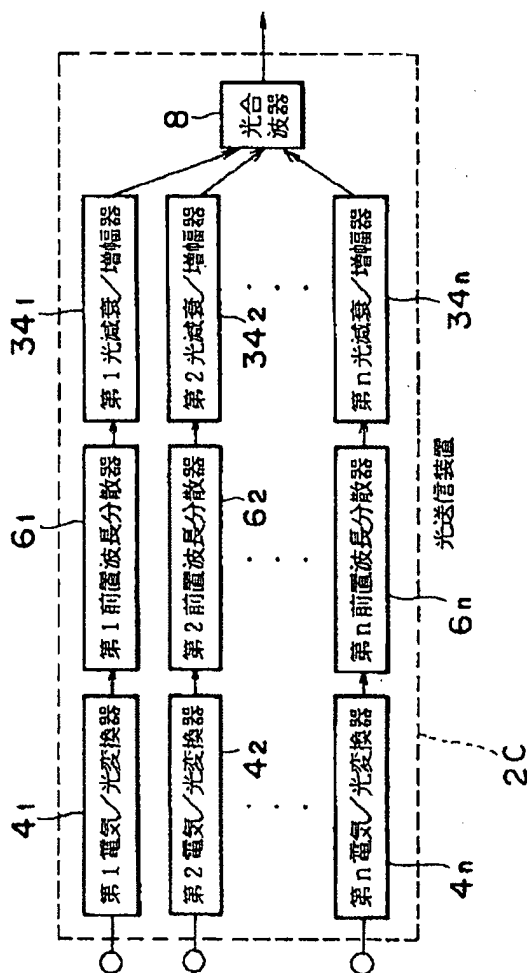 4₁
第1電気/光変換器
6₁
第1前置波長分散器
34₁
第1光減衰/増幅器
第2電気/光変換器
4₂
第2前置波長分散器
6₂
第2光減衰/増幅器
34₂
8
光合
波器
第n電気/光変換器
4n
第n前置波長分散器
6n
第n光減衰/増幅器
34n
光送信装置
2C